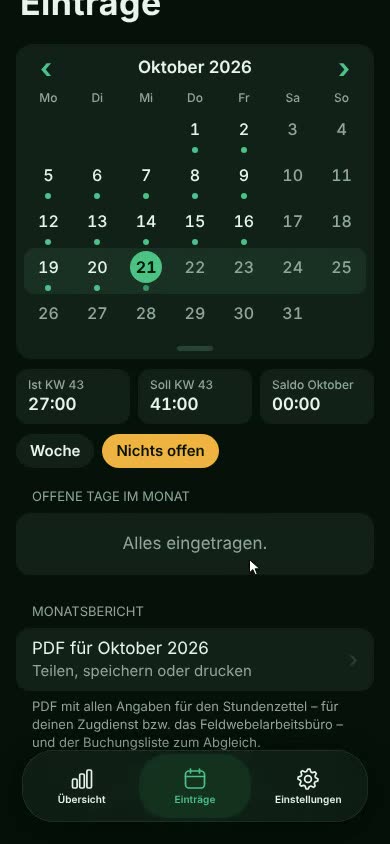 Einträge
‹ Oktober 2026 ›
Mo Di Mi Do Fr Sa So
1 2 3 4
5 6 7 8 9 10 11
12 13 14 15 16 17 18
19 20 21 22 23 24 25
26 27 28 29 30 31
Ist KW 43 Soll KW 43 Saldo Oktober
27:00 41:00 00:00
Woche Nichts offen
OFFENE TAGE IM MONAT
Alles eingetragen.
MONATSBERICHT
PDF für Oktober 2026
Teilen, speichern oder drucken
PDF mit allen Angaben für den Stundenzettel – für
deinen Zugdienst bzw. das Feldwebelarbeitsbüro –
und der Buchungsliste zum Abgleich.
Übersicht Einträge Einstellungen